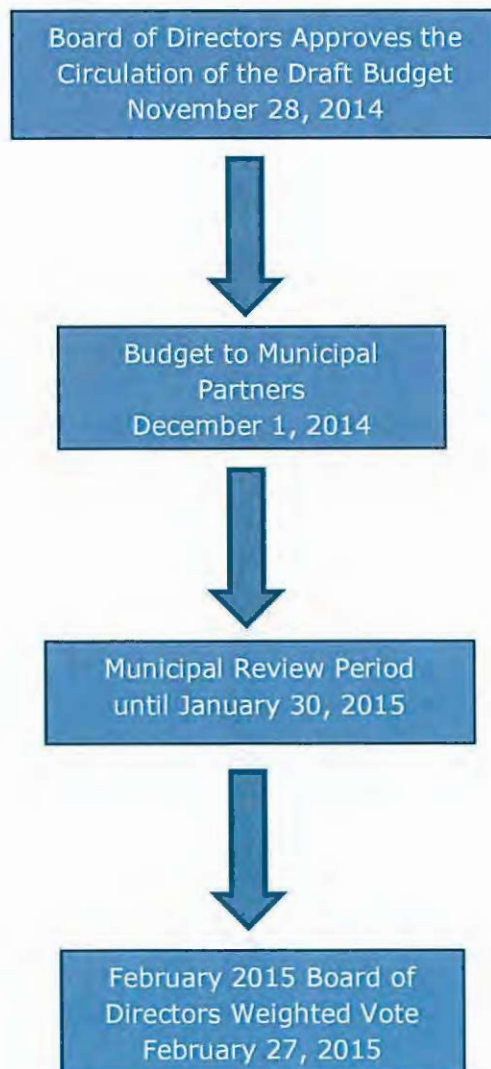 Board of Directors Approves the
Circulation of the Draft Budget
November 28, 2014
Budget to Municipal
Partners
December 1, 2014
Municipal Review Period
until January 30, 2015
February 2015 Board of
Directors Weighted Vote
February 27, 2015